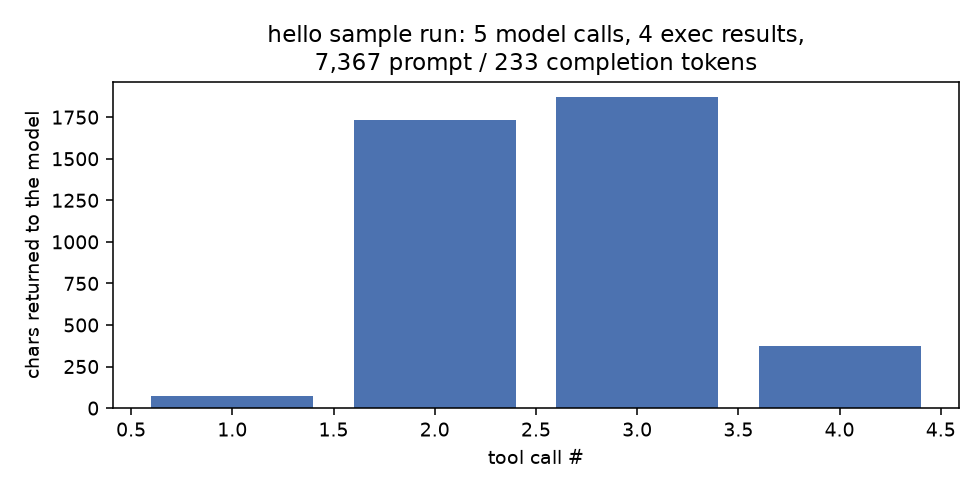 hello sample run: 5 model calls, 4 exec results,
7,367 prompt / 233 completion tokens
chars returned to the model
1750
1500
1250
1000
750
500
250
0
0.5 1.0 1.5 2.0 2.5 3.0 3.5 4.0 4.5
tool call #